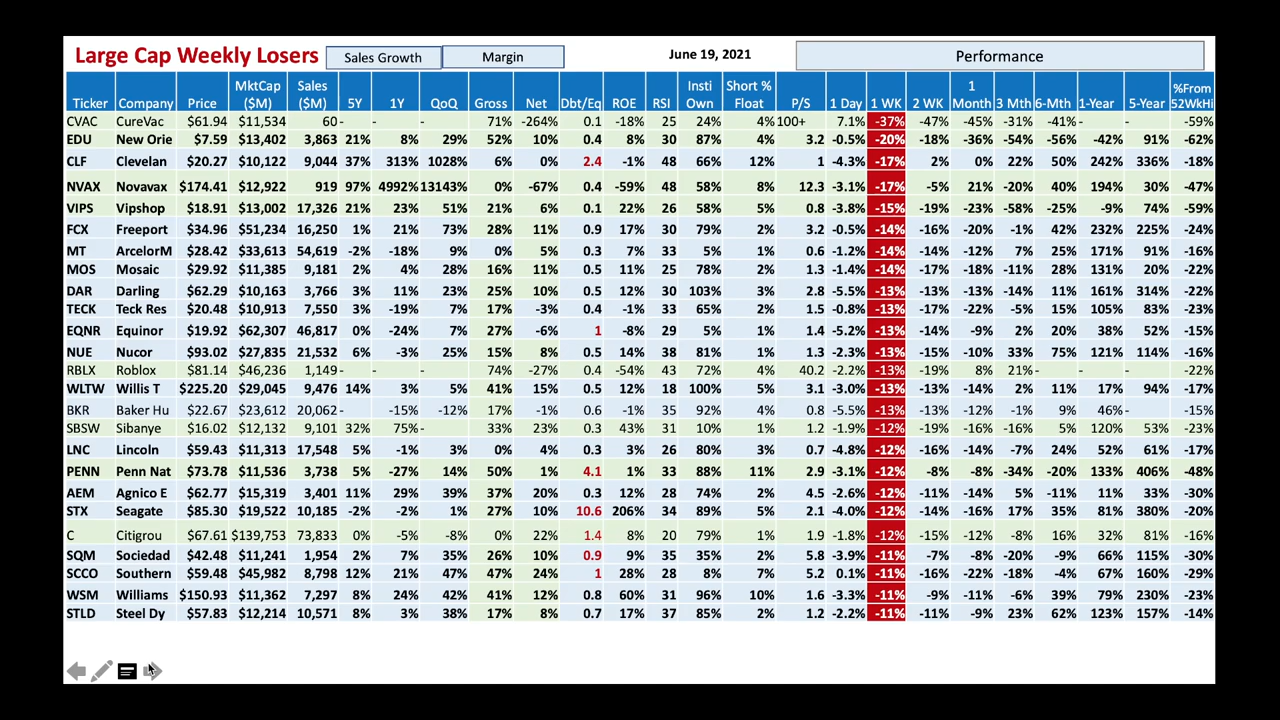 Large Cap Weekly Losers Sales Growth Margin June 19, 2021 Performance
MktCap Sales Insti Short % 1 %From
Ticker Company Price ($M) ($M) 5Y 1Y QoQ Gross Net Dbt/Eq ROE RSI Own Float P/S 1 Day 1 WK 2 WK Month 3 Mth 6-Mth 1-Year 5-Year 52WkHi
CVAC CureVac $61.94 $11,534 60 - - 71% -264% 0.1 -18% 25 24% 4% 100+ 7.1% -37% -47% -45% -31% -41% - - -59%
EDU New Orie $7.59 $13,402 3,863 21% 8% 29% 52% 10% 0.4 8% 30 87% 4% 3.2 -0.5% -20% -18% -36% -54% -56% -42% 91% -62%
CLF Clevelan $20.27 $10,122 9,044 37% 313% 1028% 6% 0% 2.4 -1% 48 66% 12% 1 -4.3% -17% 2% 0% 22% 50% 242% 336% -18%
NVAX Novavax $174.41 $12,922 919 97% 4992% 13143% 0% -67% 0.4 -59% 48 58% 8% 12.3 -3.1% -17% -5% 21% -20% 40% 194% 30% -47%
VIPS Vipshop $18.91 $13,002 17,326 21% 23% 51% 21% 6% 0.1 22% 26 58% 5% 0.8 -3.8% -15% -19% -23% -58% -25% -9% 74% -59%
FCX Freeport $34.96 $51,234 16,250 1% 21% 73% 28% 11% 0.9 17% 30 79% 2% 3.2 -0.5% -14% -16% -20% -1% 42% 232% 225% -24%
MT ArcelorM $28.42 $33,613 54,619 -2% -18% 9% 0% 5% 0.3 7% 33 5% 1% 0.6 -1.2% -14% -14% -12% 7% 25% 171% 91% -16%
MOS Mosaic $29.92 $11,385 9,181 2% 4% 28% 16% 11% 0.5 11% 25 78% 2% 1.3 -1.4% -14% -17% -18% -11% 28% 131% 20% -22%
DAR Darling $62.29 $10,163 3,766 3% 11% 23% 25% 10% 0.5 12% 30 103% 3% 2.8 -5.5% -13% -13% -13% -14% 11% 161% 314% -22%
TECK Teck Res $20.48 $10,913 7,550 3% -19% 7% 17% -3% 0.4 -1% 33 65% 2% 1.5 -0.8% -13% -17% -22% -5% 15% 105% 83% -23%
EQNR Equinor $19.92 $62,307 46,817 0% -24% 7% 27% -6% 1 -8% 29 5% 1% 1.4 -5.2% -13% -14% -9% 2% 20% 38% 52% -15%
NUE Nucor $93.02 $27,835 21,532 6% -3% 25% 15% 8% 0.5 14% 38 81% 1% 1.3 -2.3% -13% -15% -10% 33% 75% 121% 114% -16%
RBLX Roblox $81.14 $46,236 1,149 - - 74% -27% 0.4 -54% 43 72% 4% 40.2 -2.2% -13% -19% 8% 21% - - - -22%
WLTW Willis T $225.20 $29,045 9,476 14% 3% 5% 41% 15% 0.5 12% 18 100% 5% 3.1 -3.0% -13% -13% -14% 2% 11% 17% 94% -17%
BKR Baker Hu $22.67 $23,612 20,062 - -15% -12% 17% -1% 0.6 -1% 35 92% 4% 0.8 -5.5% -13% -13% -12% -1% 9% 46% - -15%
SBSW Sibanye $16.02 $12,132 9,101 32% 75% - 33% 23% 0.3 43% 31 10% 1% 1.2 -1.9% -12% -19% -16% -16% 5% 120% 53% -23%
LNC Lincoln $59.43 $11,313 17,548 5% -1% 3% 0% 4% 0.3 3% 26 80% 3% 0.7 -4.8% -12% -16% -14% -7% 24% 52% 61% -17%
PENN Penn Nat $73.78 $11,536 3,738 5% -27% 14% 50% 1% 4.1 1% 33 88% 11% 2.9 -3.1% -12% -8% -8% -34% -20% 133% 406% -48%
AEM Agnico E $62.77 $15,319 3,401 11% 29% 39% 37% 20% 0.3 12% 28 74% 2% 4.5 -2.6% -12% -11% -14% 5% -11% 11% 33% -30%
STX Seagate $85.30 $19,522 10,185 -2% -2% 1% 27% 10% 10.6 206% 34 89% 5% 2.1 -4.0% -12% -14% -16% 17% 35% 81% 380% -20%
C Citigrou $67.61 $139,753 73,833 0% -5% -8% 0% 22% 1.4 8% 20 79% 1% 1.9 -1.8% -12% -15% -12% -8% 16% 32% 81% -16%
SQM Sociedad $42.48 $11,241 1,954 2% 7% 35% 26% 10% 0.9 9% 35 35% 2% 5.8 -3.9% -11% -7% -8% -20% -9% 66% 115% -30%
SCCO Southern $59.48 $45,982 8,798 12% 21% 47% 47% 24% 1 28% 28 8% 7% 5.2 0.1% -11% -16% -22% -18% -4% 67% 160% -29%
WSM Williams $150.93 $11,362 7,297 8% 24% 42% 41% 12% 0.8 60% 31 96% 10% 1.6 -3.3% -11% -9% -11% -6% 39% 79% 230% -23%
STLD Steel Dy $57.83 $12,214 10,571 8% 3% 38% 17% 8% 0.7 17% 37 85% 2% 1.2 -2.2% -11% -11% -9% 23% 62% 123% 157% -14%